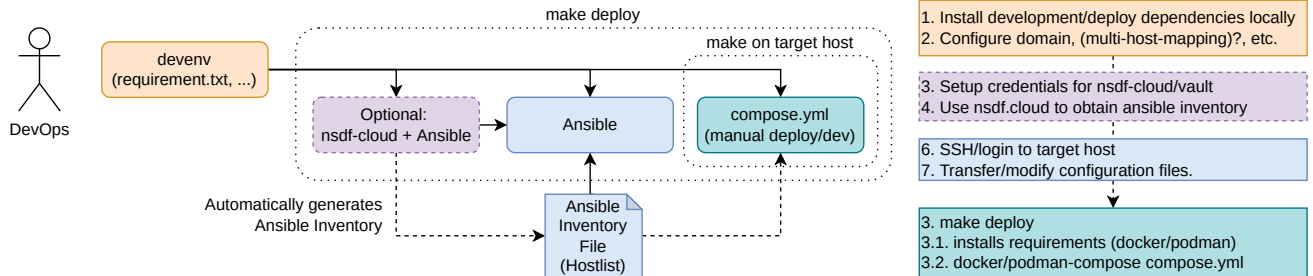 make deploy
make on target host
DevOps
devenv
(requirement.txt, ...)
Optional:
nsdf-cloud + Ansible
Ansible
compose.yml
(manual deploy/dev)
Automatically generates
Ansible Inventory
Ansible
Inventory
File
(Hostlist)
1. Install development/deploy dependencies locally
2. Configure domain, (multi-host-mapping)?, etc.
3. Setup credentials for nsdf-cloud/vault
4. Use nsdf.cloud to obtain ansible inventory
6. SSH/login to target host
7. Transfer/modify configuration files.
3. make deploy
3.1. installs requirements (docker/podman)
3.2. docker/podman-compose compose.yml